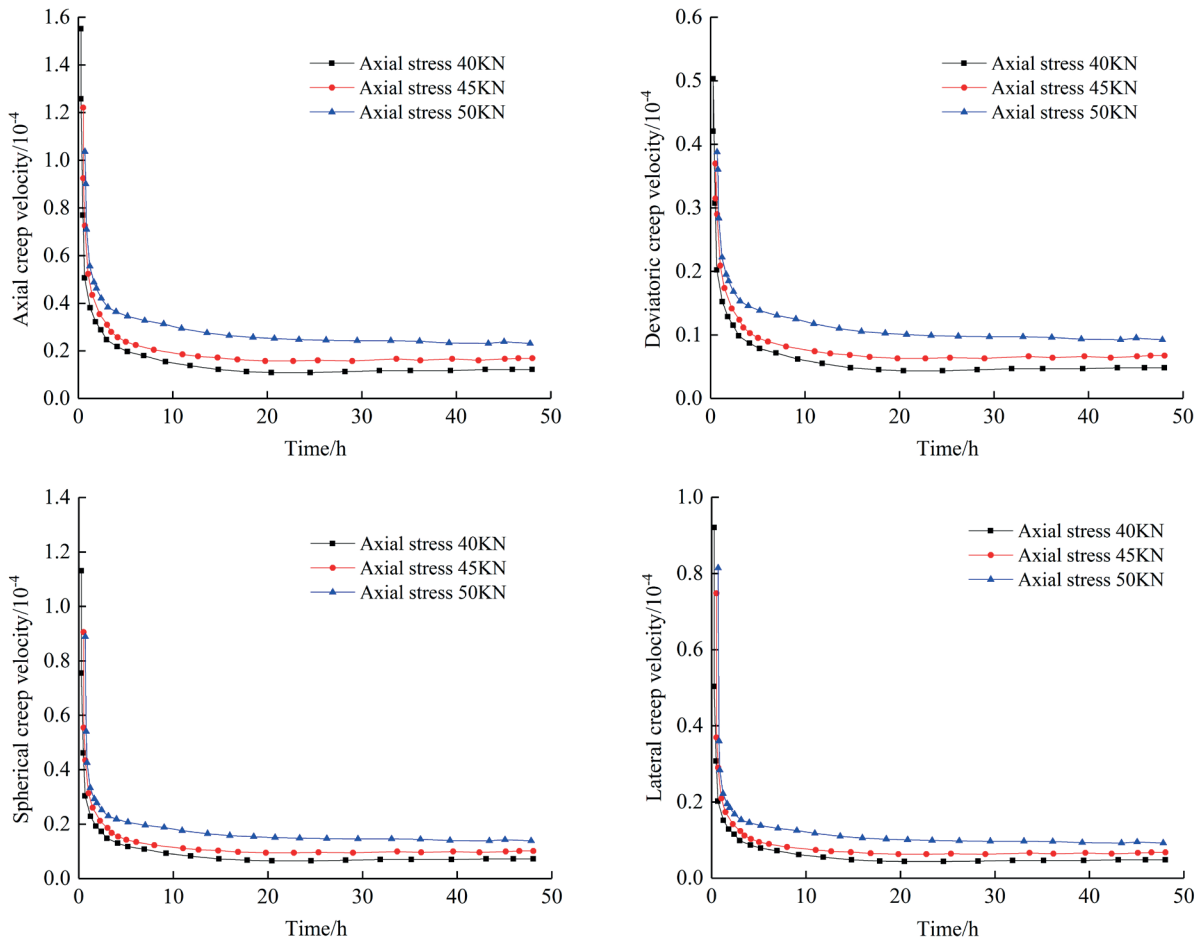 Axial creep velocity/10⁻⁴
1.6
1.4
1.2
1.0
0.8
0.6
0.4
0.2
0.0
Axial stress 40KN
Axial stress 45KN
Axial stress 50KN
0 10 20 30 40 50
Time/h
Deviatoric creep velocity/10⁻⁴
0.6
0.5
0.4
0.3
0.2
0.1
0.0
Axial stress 40KN
Axial stress 45KN
Axial stress 50KN
0 10 20 30 40 50
Time/h
Spherical creep velocity/10⁻⁴
1.4
1.2
1.0
0.8
0.6
0.4
0.2
0.0
Axial stress 40KN
Axial stress 45KN
Axial stress 50KN
0 10 20 30 40 50
Time/h
Lateral creep velocity/10⁻⁴
1.0
0.8
0.6
0.4
0.2
0.0
Axial stress 40KN
Axial stress 45KN
Axial stress 50KN
0 10 20 30 40 50
Time/h